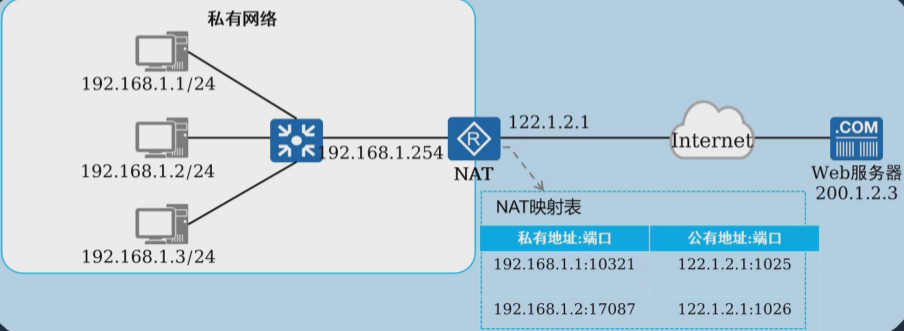 私有网络
192.168.1.1/24
192.168.1.2/24
192.168.1.3/24
192.168.1.254
R
NAT
122.1.2.1
Internet
.COM
Web服务器
200.1.2.3
NAT映射表
私有地址:端口 公有地址:端口
192.168.1.1:10321 122.1.2.1:1025
192.168.1.2:17087 122.1.2.1:1026